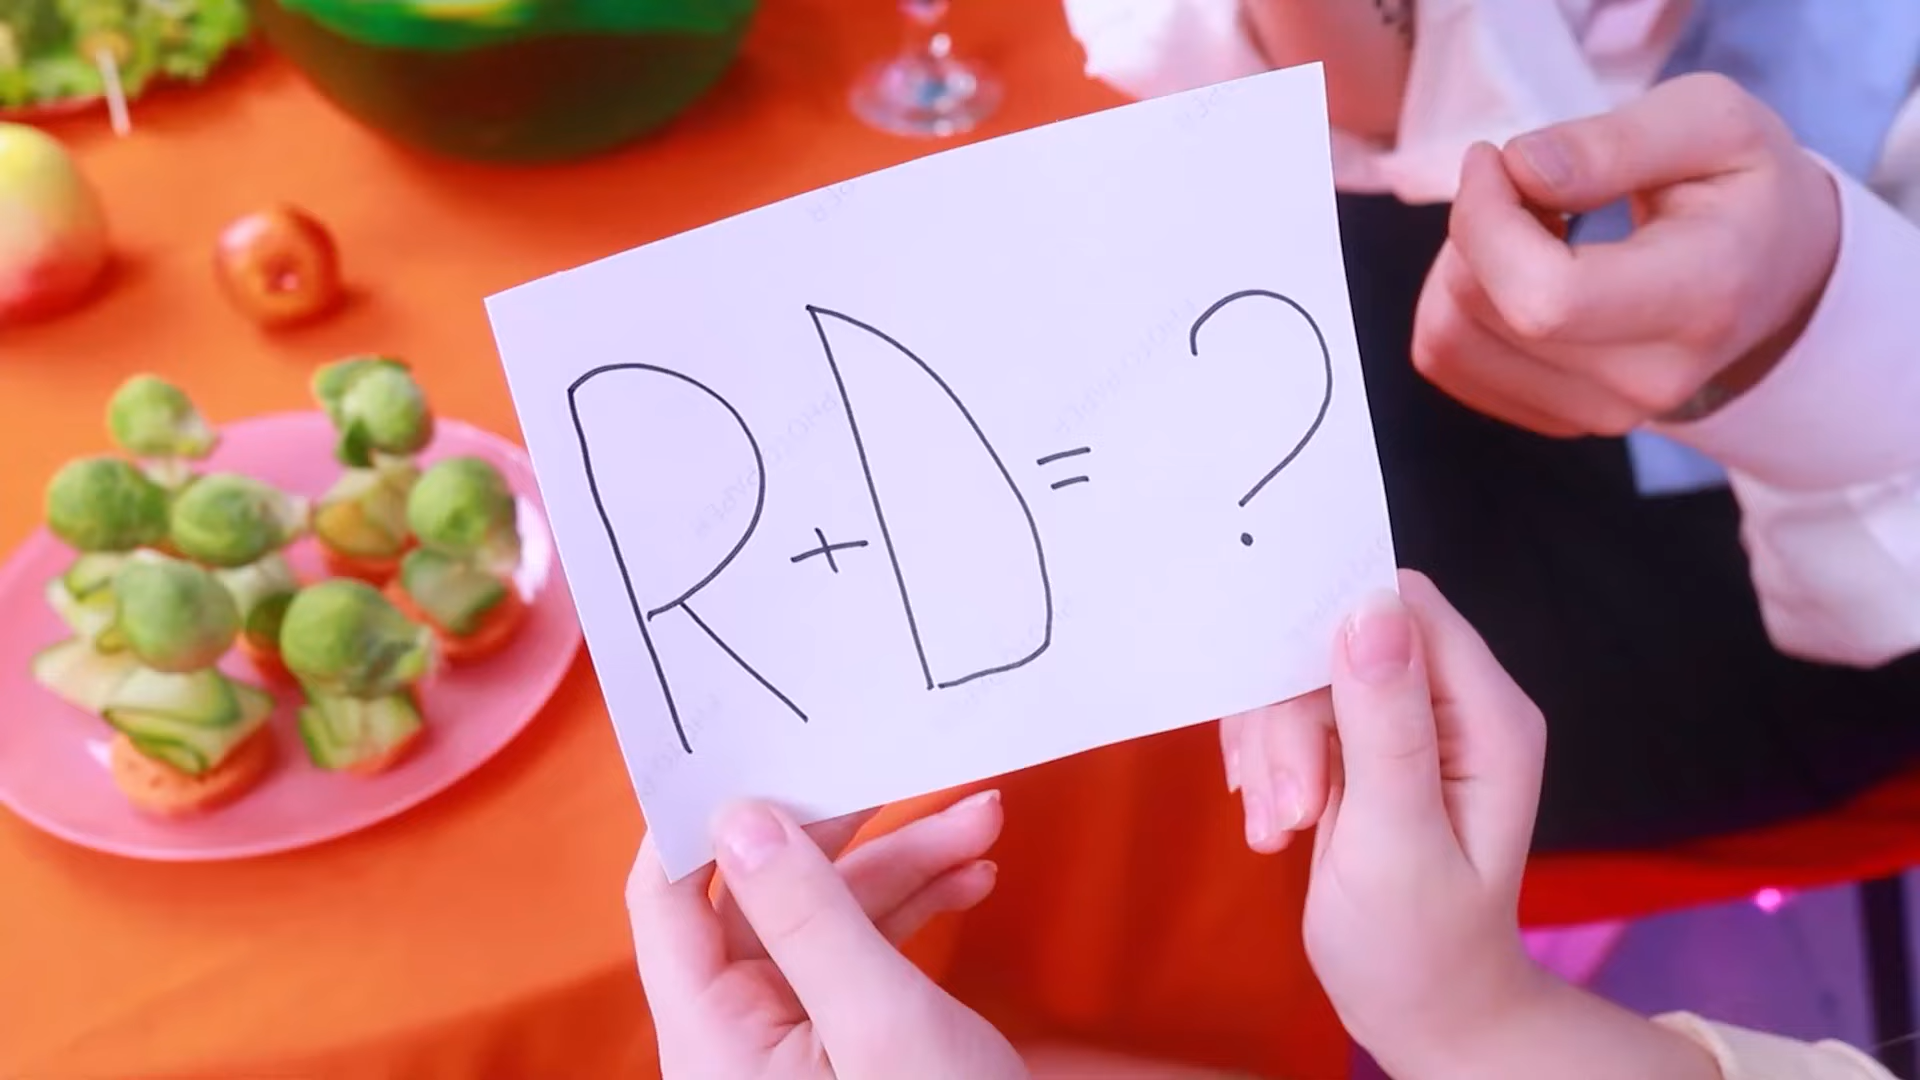 R + D = ?